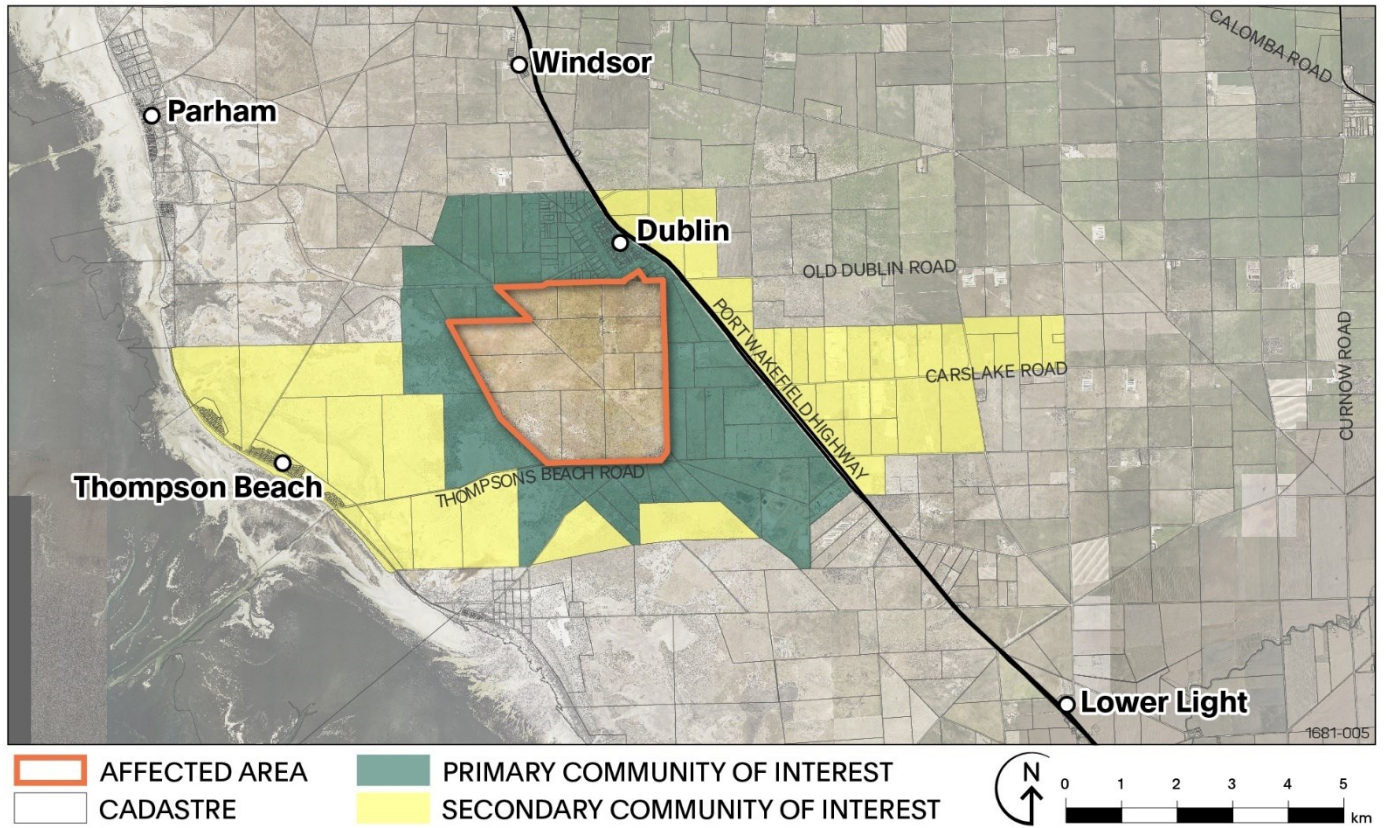 CALOMBA ROAD
Windsor
Parham
Dublin
OLD DUBLIN ROAD
PORT WAKEFIELD HIGHWAY
CARSLAKE ROAD
CURNOW ROAD
THOMPSONS BEACH ROAD
Thompson Beach
Lower Light
1681-005
AFFECTED AREA
PRIMARY COMMUNITY OF INTEREST
CADASTRE
SECONDARY COMMUNITY OF INTEREST
N
0 1 2 3 4 5
km